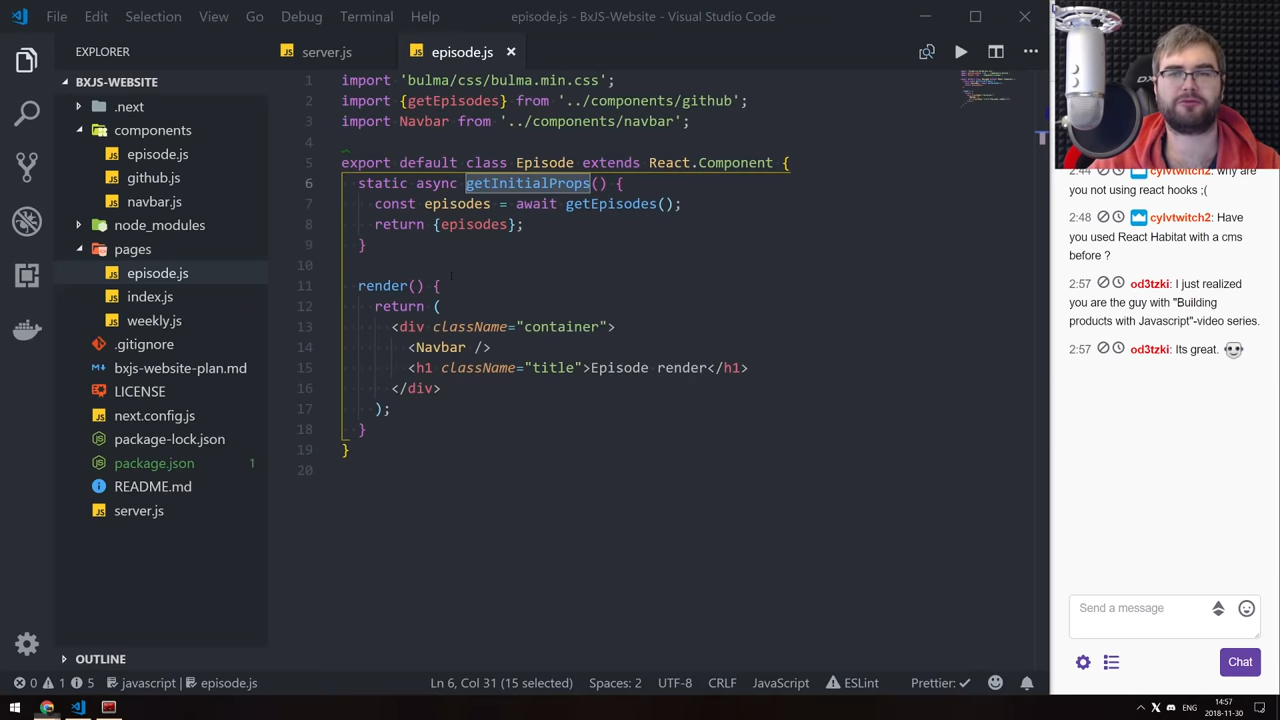 File Edit Selection View Go Debug Terminal Help
episode.js - BxJS-Website - Visual Studio Code
EXPLORER
BXJS-WEBSITE
.next
components
episode.js
github.js
navbar.js
node_modules
pages
episode.js
index.js
weekly.js
.gitignore
bxjs-website-plan.md
LICENSE
next.config.js
package-lock.json
package.json 1
README.md
server.js
OUTLINE
JS server.js
JS episode.js
1 import 'bulma/css/bulma.min.css';
2 import {getEpisodes} from '../components/github';
3 import Navbar from '../components/navbar';
4
5 export default class Episode extends React.Component {
6 static async getInitialProps() {
7 const episodes = await getEpisodes();
8 return {episodes};
9 }
10
11 render() {
12 return (
13 <div className="container">
14 <Navbar />
15 <h1 className="title">Episode render</h1>
16 </div>
17 );
18 }
19 }
20
2:44 cylvtwitch2: why are
you not using react hooks ;(
2:48 cylvtwitch2: Have
you used React Habitat with a cms
before ?
2:57 od3tzki: I just realized
you are the guy with "Building
products with Javascript"-video series.
2:57 od3tzki: Its great.
Send a message
Chat
0 1 5 javascript episode.js
Ln 6, Col 31 (15 selected) Spaces: 2 UTF-8 CRLF JavaScript ESLint Prettier:
ENG
14:57
2018-11-30